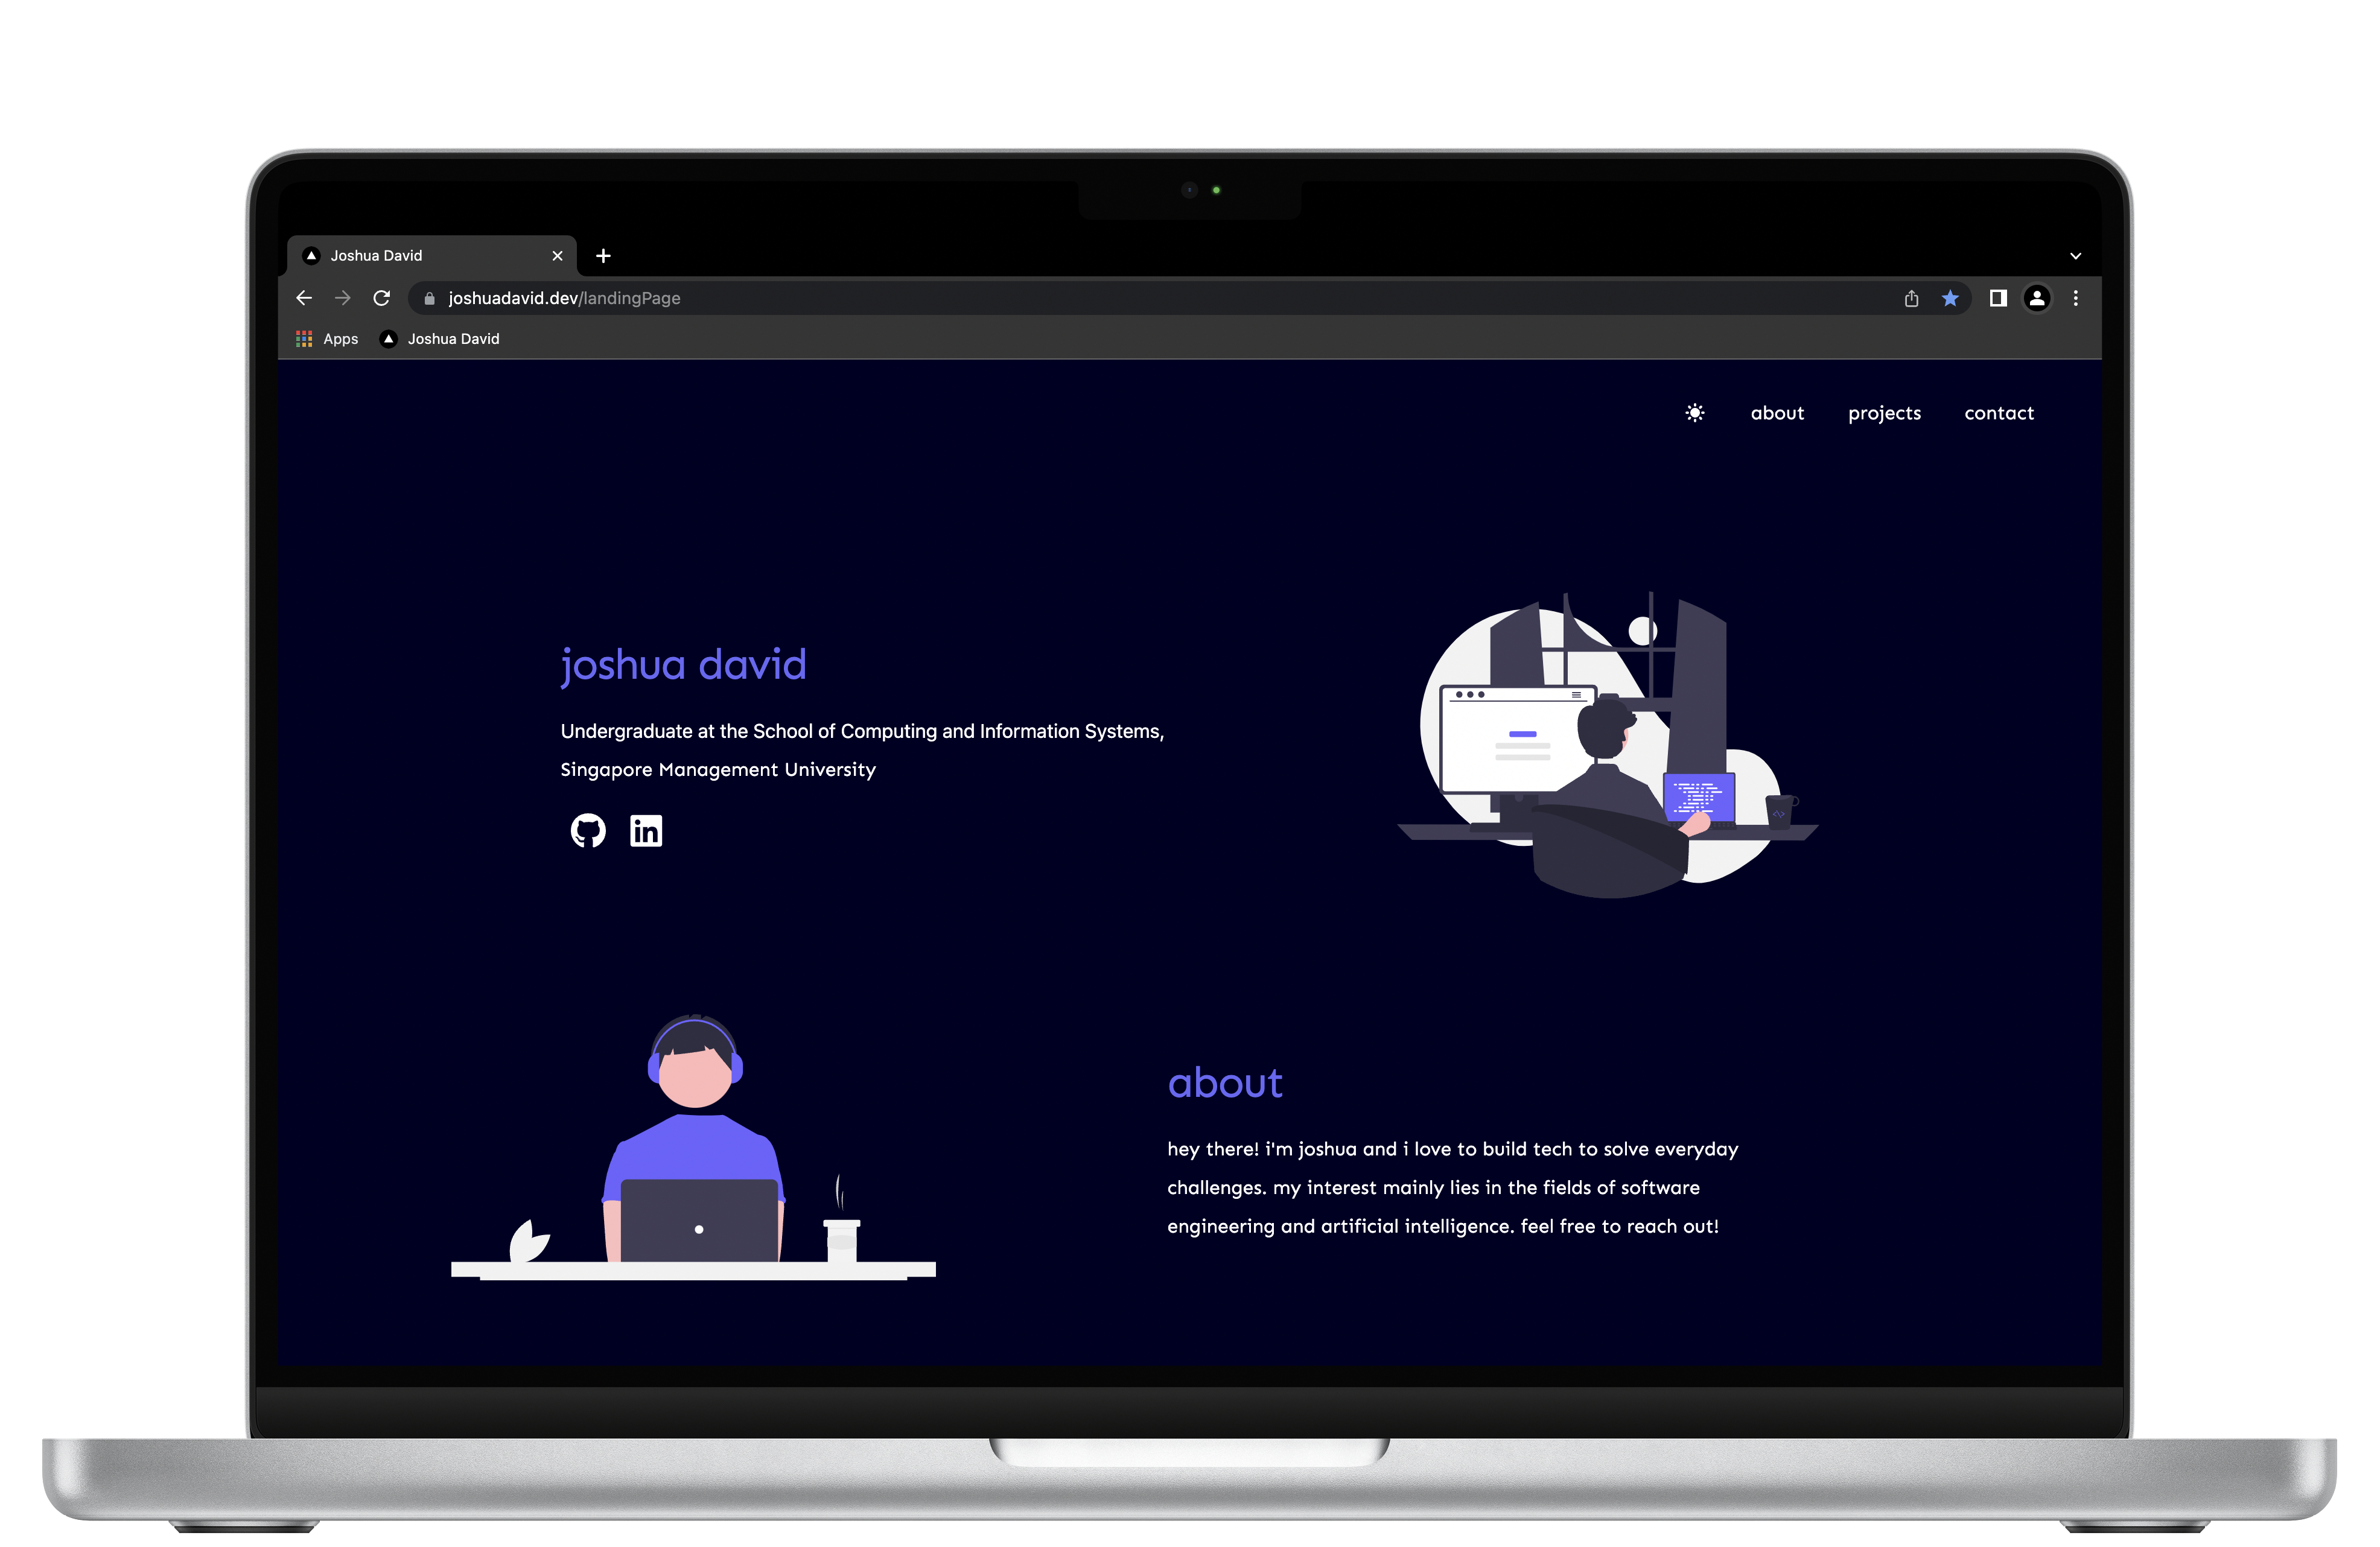 Joshua David
joshuadavid.dev/landingPage
Apps Joshua David
about projects contact
joshua david
Undergraduate at the School of Computing and Information Systems,
Singapore Management University
in
about
hey there! i'm joshua and i love to build tech to solve everyday
challenges. my interest mainly lies in the fields of software
engineering and artificial intelligence. feel free to reach out!